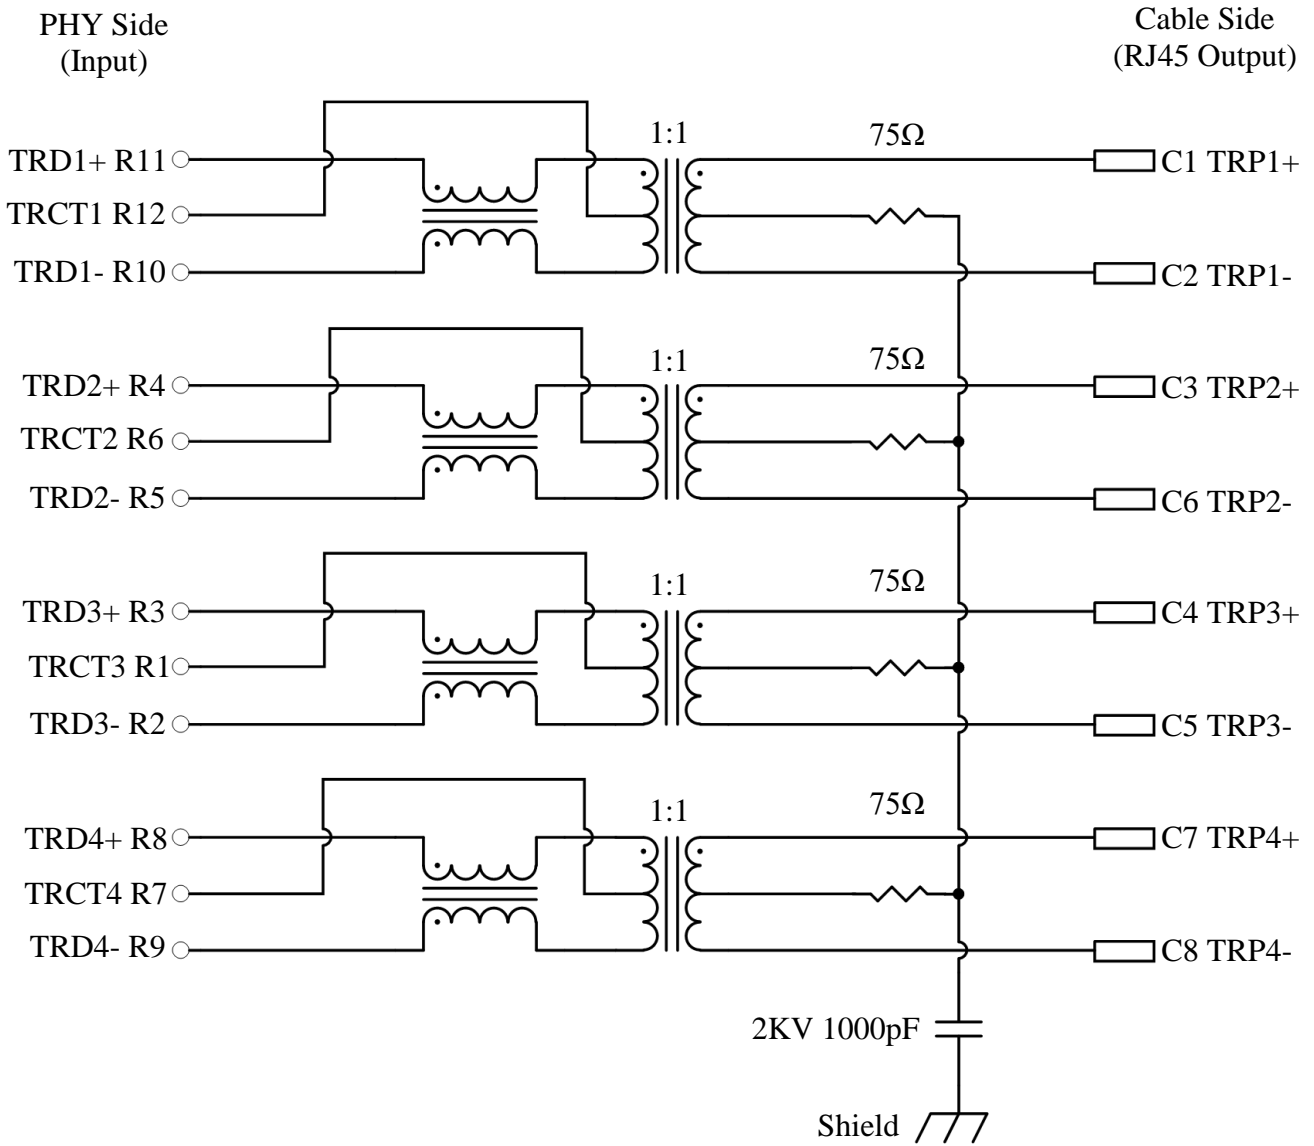 PHY Side
(Input)
Cable Side
(RJ45 Output)
1:1
75Ω
TRD1+ R11
C1 TRP1+
TRCT1 R12
TRD1- R10
C2 TRP1-
1:1
75Ω
TRD2+ R4
C3 TRP2+
TRCT2 R6
TRD2- R5
C6 TRP2-
1:1
75Ω
TRD3+ R3
C4 TRP3+
TRCT3 R1
TRD3- R2
C5 TRP3-
1:1
75Ω
TRD4+ R8
C7 TRP4+
TRCT4 R7
TRD4- R9
C8 TRP4-
2KV 1000pF
Shield